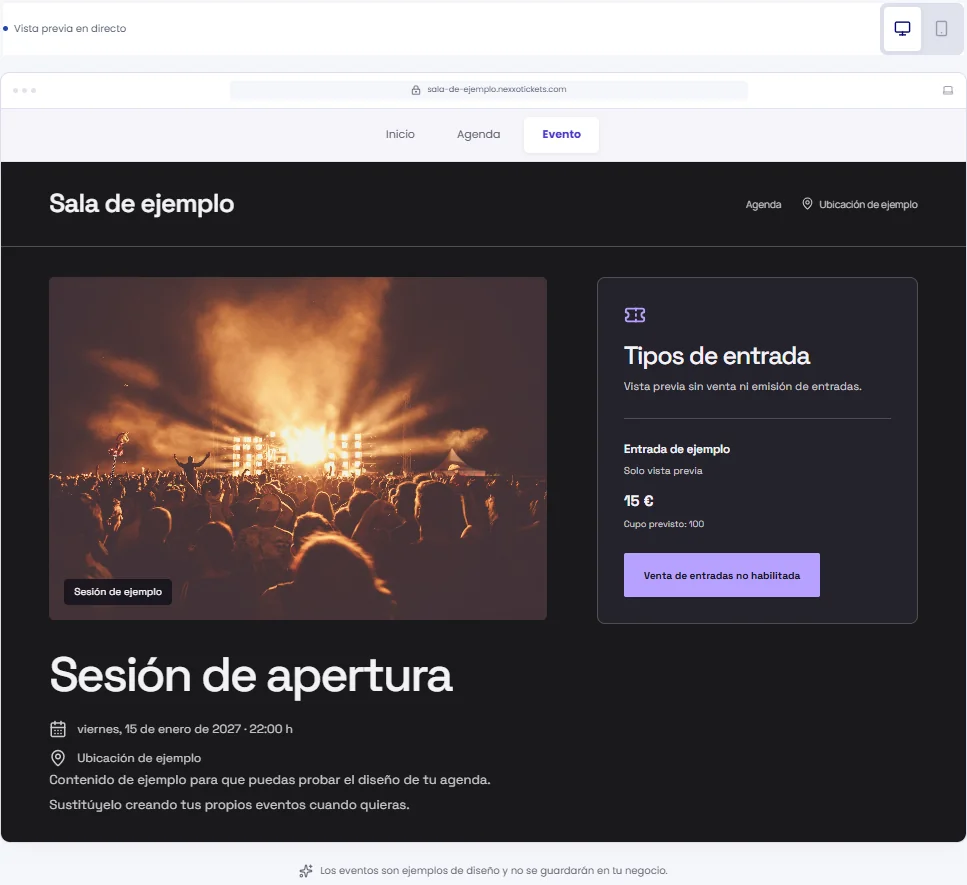 Vista previa en directo
sala-de-ejemplo.nexxotickets.com
Inicio
Agenda
Evento
Sala de ejemplo
Agenda
Ubicación de ejemplo
Sesión de ejemplo
Tipos de entrada
Vista previa sin venta ni emisión de entradas.
Entrada de ejemplo
Solo vista previa
15 €
Cupo previsto: 100
Venta de entradas no habilitada
Sesión de apertura
viernes, 15 de enero de 2027 · 22:00 h
Ubicación de ejemplo
Contenido de ejemplo para que puedas probar el diseño de tu agenda.
Sustitúyelo creando tus propios eventos cuando quieras.
Los eventos son ejemplos de diseño y no se guardarán en tu negocio.